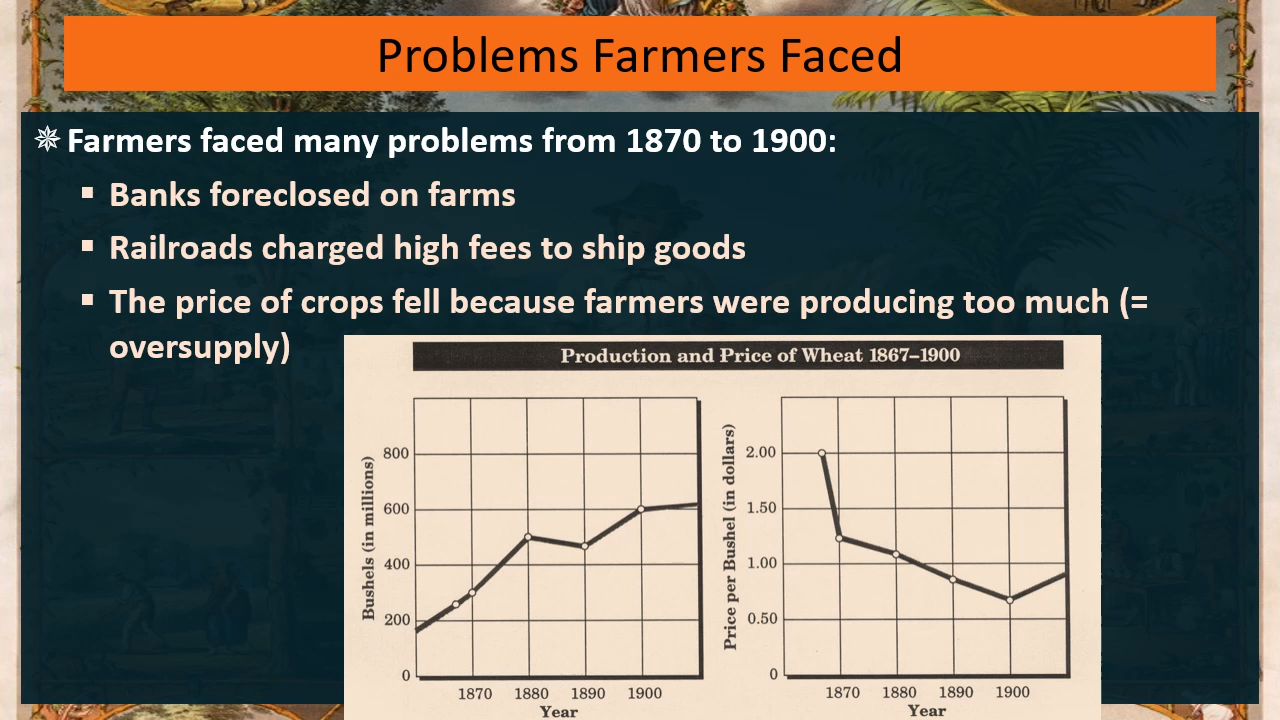 Problems Farmers Faced
✵ Farmers faced many problems from 1870 to 1900:
▪ Banks foreclosed on farms
▪ Railroads charged high fees to ship goods
▪ The price of crops fell because farmers were producing too much (=
oversupply)
Production and Price of Wheat 1867–1900
Bushels (in millions)
800
600
400
200
0
1870 1880 1890 1900
Year
Price per Bushel (in dollars)
2.00
1.50
1.00
0.50
0
1870 1880 1890 1900
Year